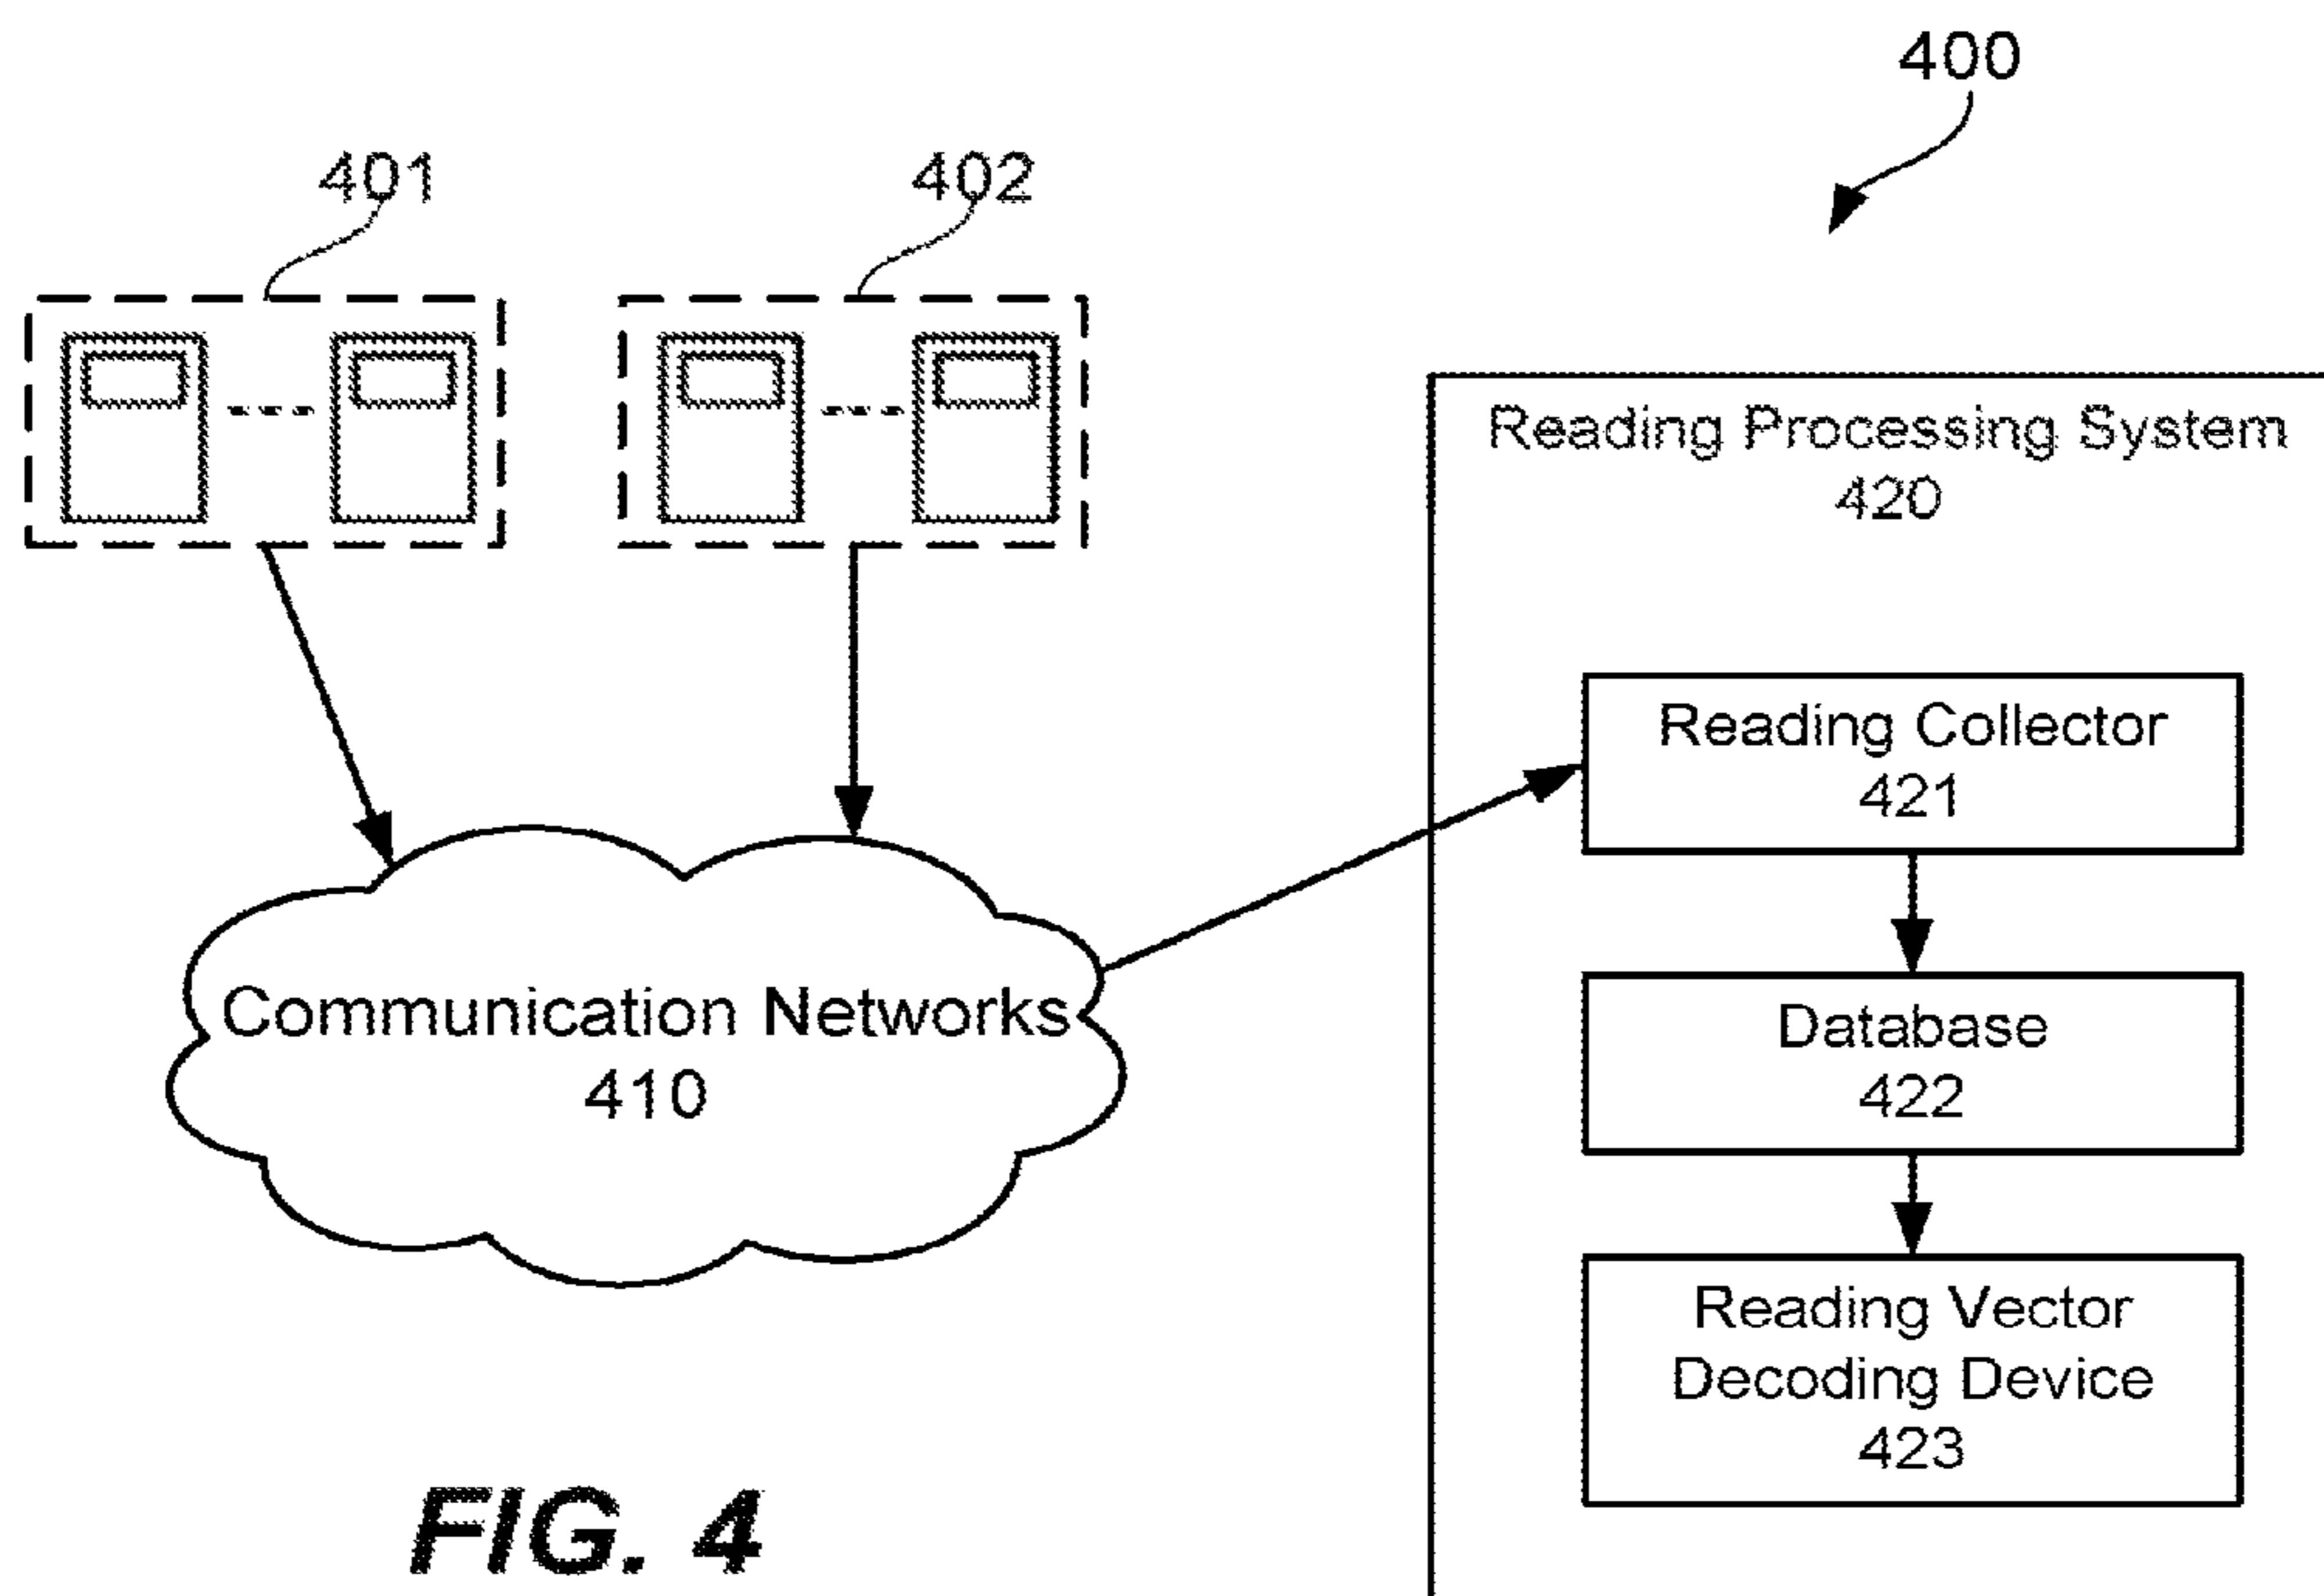 400
401
402
Reading Processing System
420
Reading Collector
421
Communication Networks
410
Database
422
Reading Vector
Decoding Device
423
FIG. 4